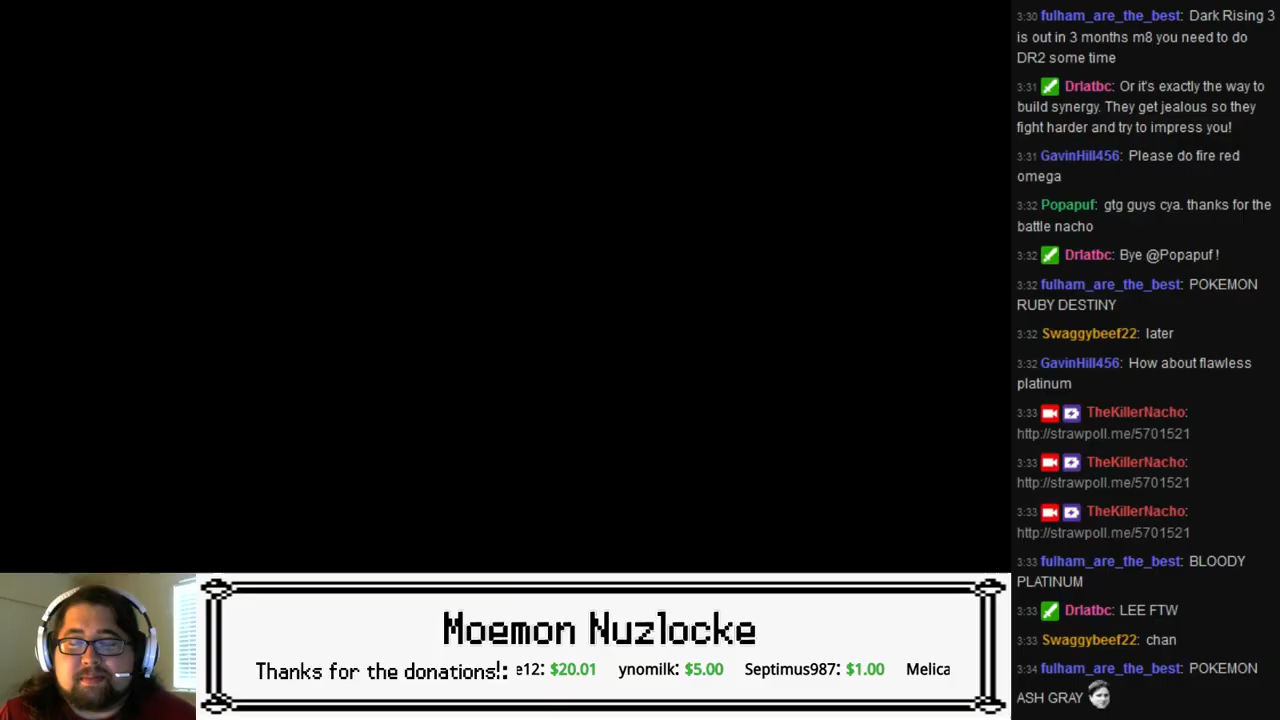 3:30 fulham_are_the_best: Dark Rising 3
is out in 3 months m8 you need to do
DR2 some time
3:31 Drlatbc: Or it's exactly the way to
build synergy. They get jealous so they
fight harder and try to impress you!
3:31 GavinHill456: Please do fire red
omega
3:32 Popapuf: gtg guys cya. thanks for the
battle nacho
3:32 Drlatbc: Bye @Popapuf !
3:32 fulham_are_the_best: POKEMON
RUBY DESTINY
3:32 Swaggybeef22: later
3:32 GavinHill456: How about flawless
platinum
3:33 TheKillerNacho:
http://strawpoll.me/5701521
3:33 TheKillerNacho:
http://strawpoll.me/5701521
3:33 TheKillerNacho:
http://strawpoll.me/5701521
3:33 fulham_are_the_best: BLOODY
PLATINUM
3:33 Drlatbc: LEE FTW
3:33 Swaggybeef22: chan
3:34 fulham_are_the_best: POKEMON
ASH GRAY
Moemon Nuzlocke
Thanks for the donations!: e12: $20.01 ynomilk: $5.00 Septimus987: $1.00 Melica